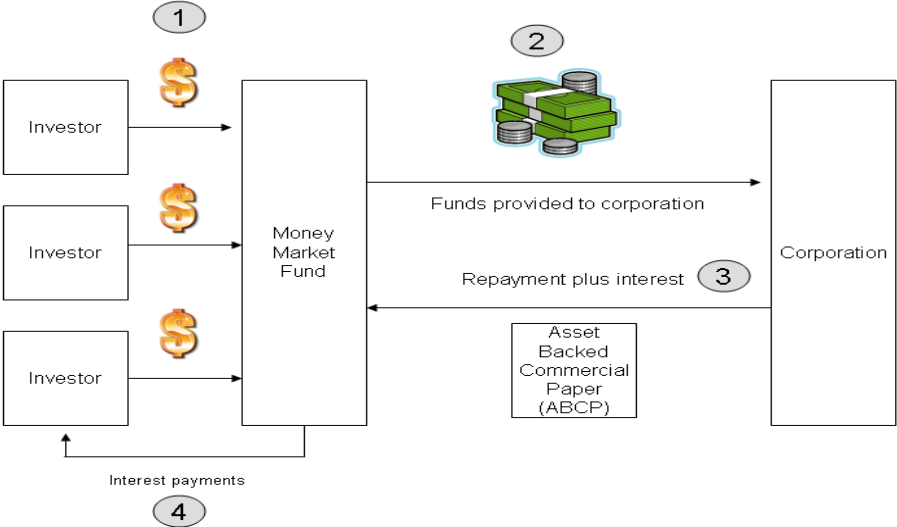 1
2
$
Investor
Funds provided to corporation
$
Investor
Money
Market
Fund
Corporation
Repayment plus interest
3
$
Investor
Asset
Backed
Commercial
Paper
(ABCP)
Interest payments
4